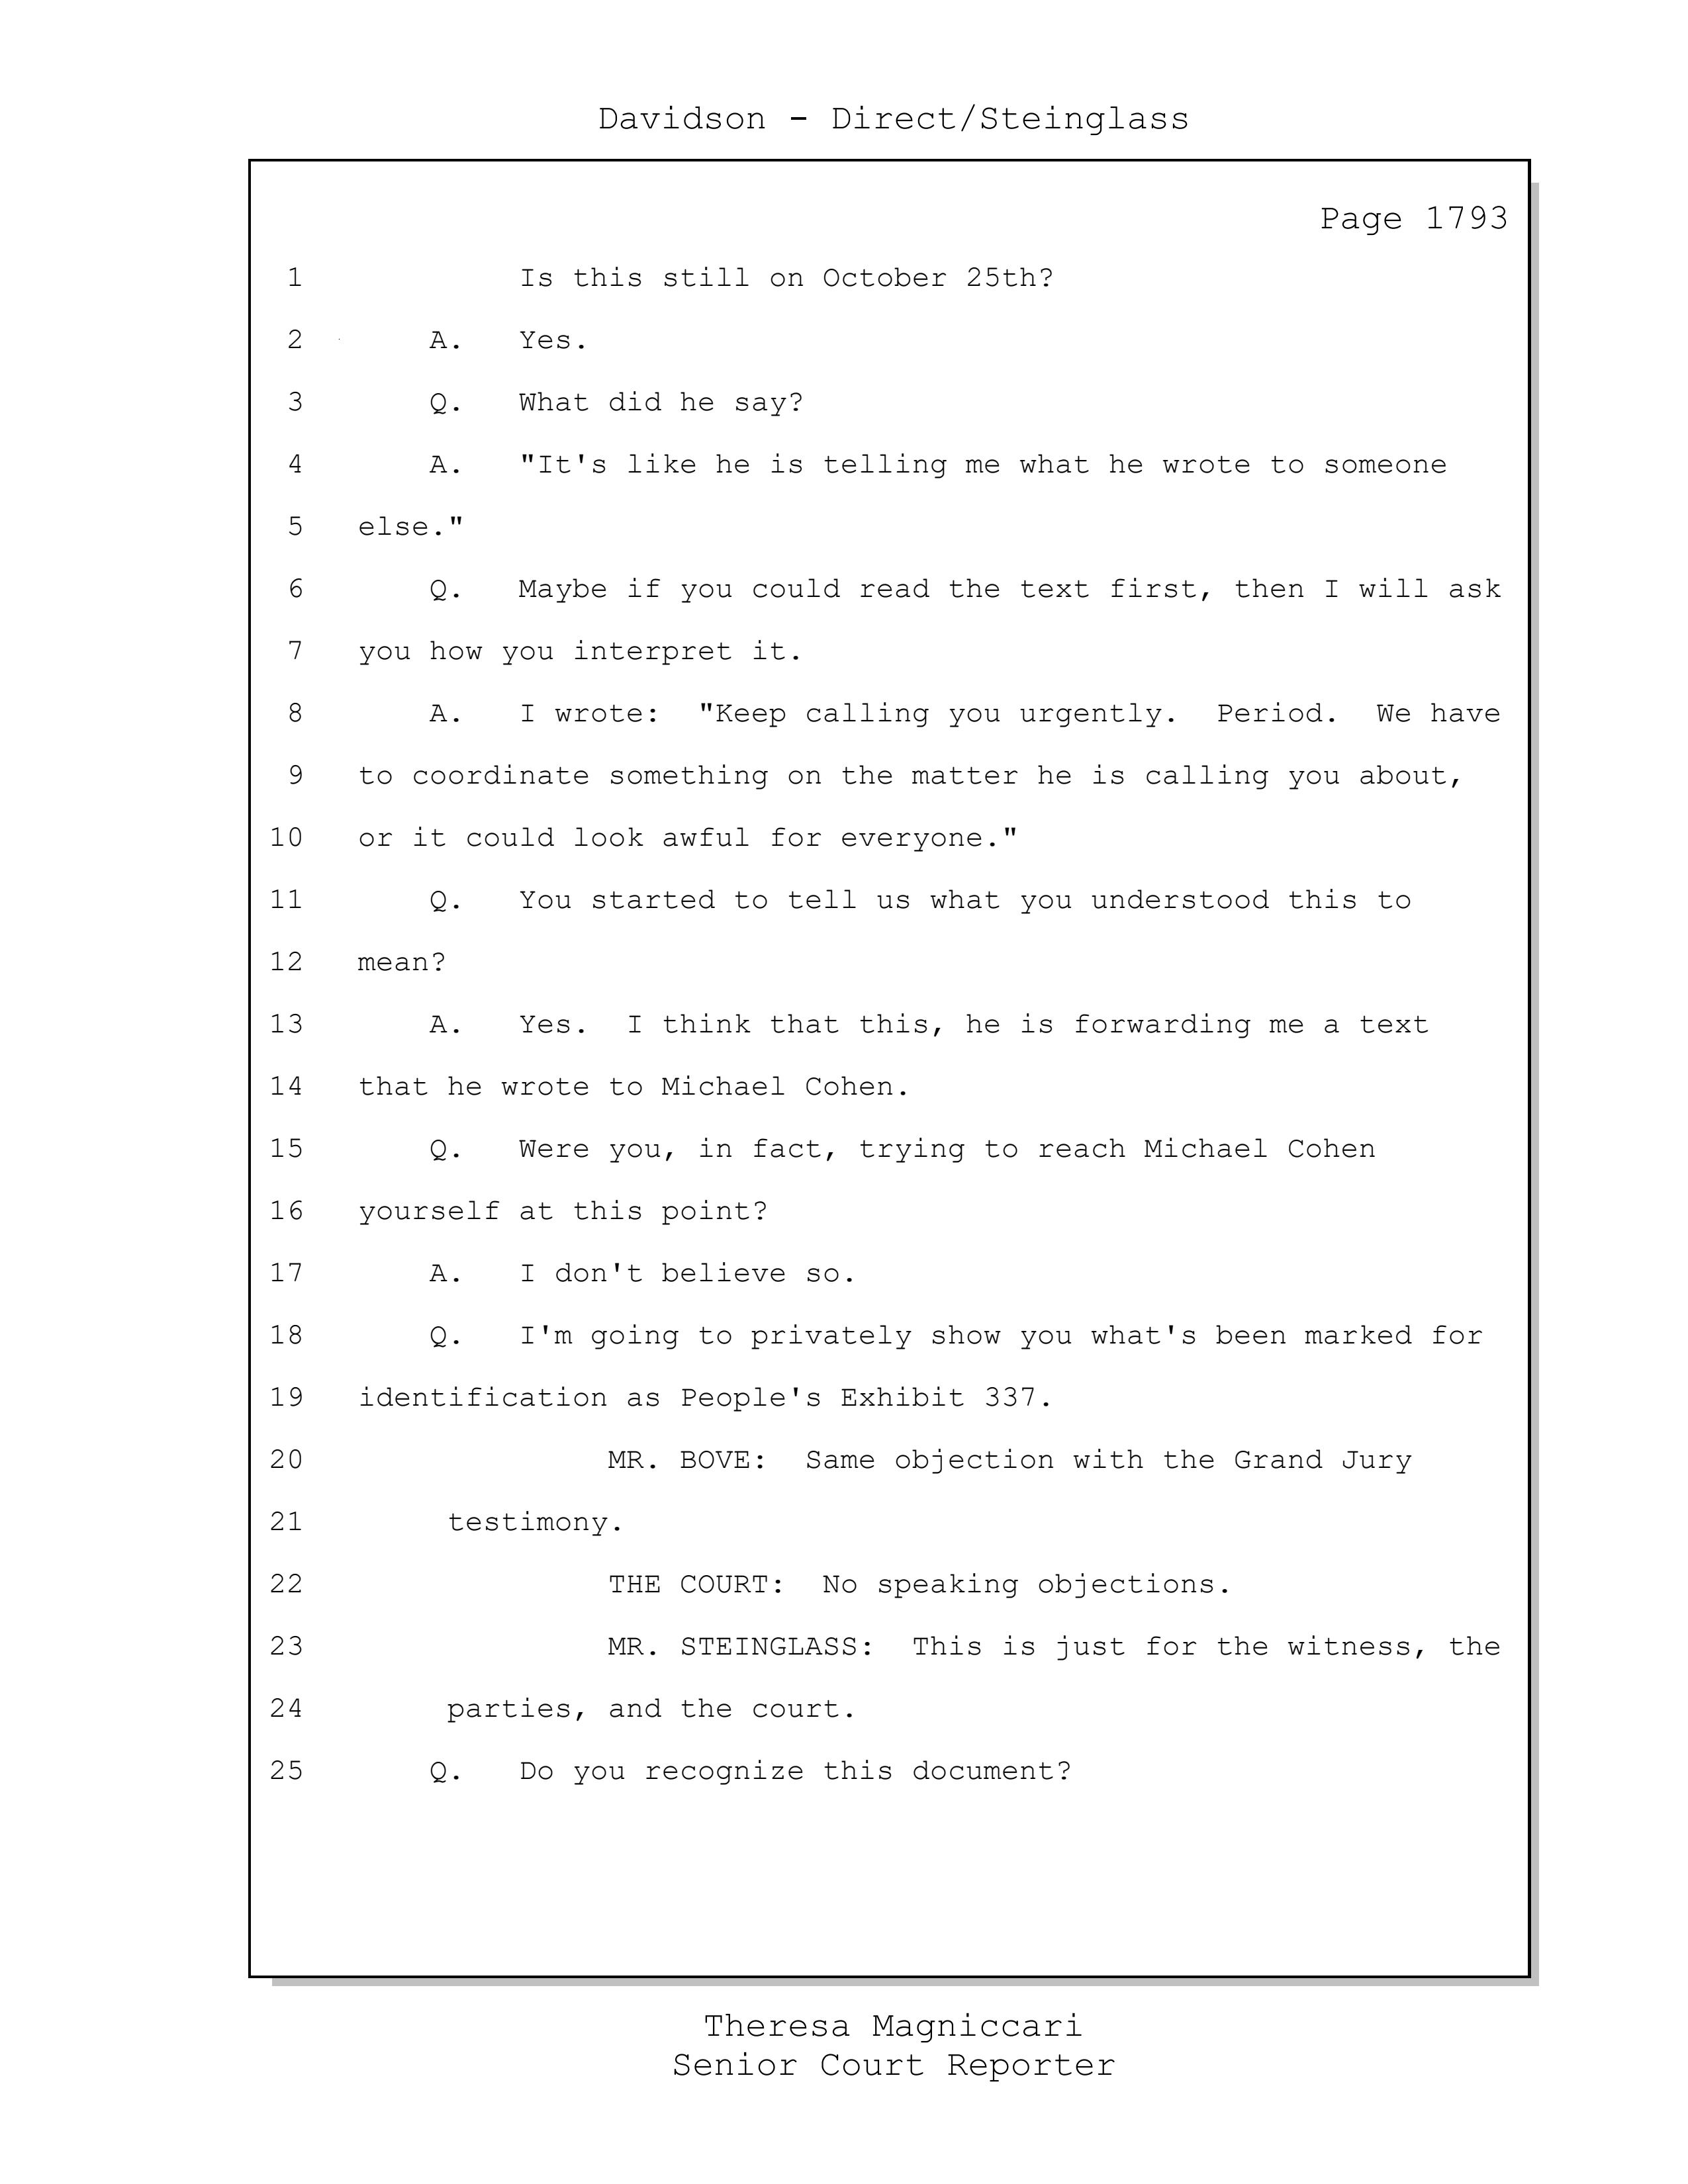 Davidson - Direct/Steinglass
Page 1793
1 Is this still on October 25th?
2 A. Yes.
3 Q. What did he say?
4 A. "It's like he is telling me what he wrote to someone
5 else."
6 Q. Maybe if you could read the text first, then I will ask
7 you how you interpret it.
8 A. I wrote: "Keep calling you urgently. Period. We have
9 to coordinate something on the matter he is calling you about,
10 or it could look awful for everyone."
11 Q. You started to tell us what you understood this to
12 mean?
13 A. Yes. I think that this, he is forwarding me a text
14 that he wrote to Michael Cohen.
15 Q. Were you, in fact, trying to reach Michael Cohen
16 yourself at this point?
17 A. I don't believe so.
18 Q. I'm going to privately show you what's been marked for
19 identification as People's Exhibit 337.
20 MR. BOVE: Same objection with the Grand Jury
21 testimony.
22 THE COURT: No speaking objections.
23 MR. STEINGLASS: This is just for the witness, the
24 parties, and the court.
25 Q. Do you recognize this document?
Theresa Magniccari
Senior Court Reporter